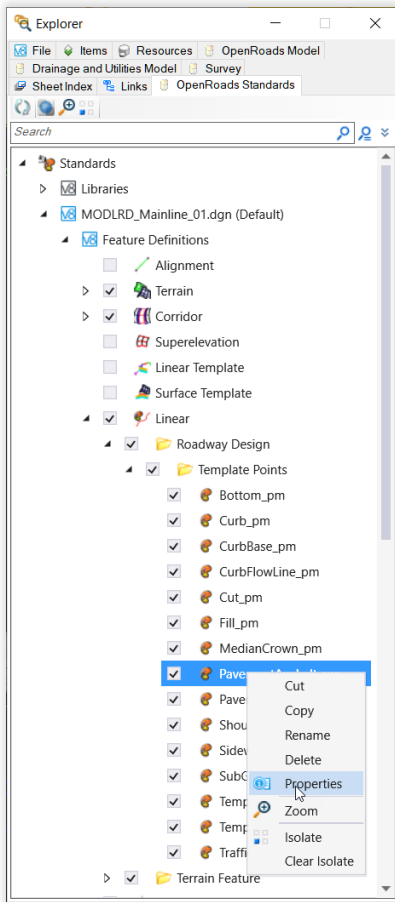 Explorer
File Items Resources OpenRoads Model
Drainage and Utilities Model Survey
Sheet Index Links OpenRoads Standards
Search
Standards
Libraries
MODLRD_Mainline_01.dgn (Default)
Feature Definitions
Alignment
Terrain
Corridor
Superelevation
Linear Template
Surface Template
Linear
Roadway Design
Template Points
Bottom_pm
Curb_pm
CurbBase_pm
CurbFlowLine_pm
Cut_pm
Fill_pm
MedianCrown_pm
Cut
Copy
Rename
Delete
Properties
Zoom
Isolate
Clear Isolate
Terrain Feature